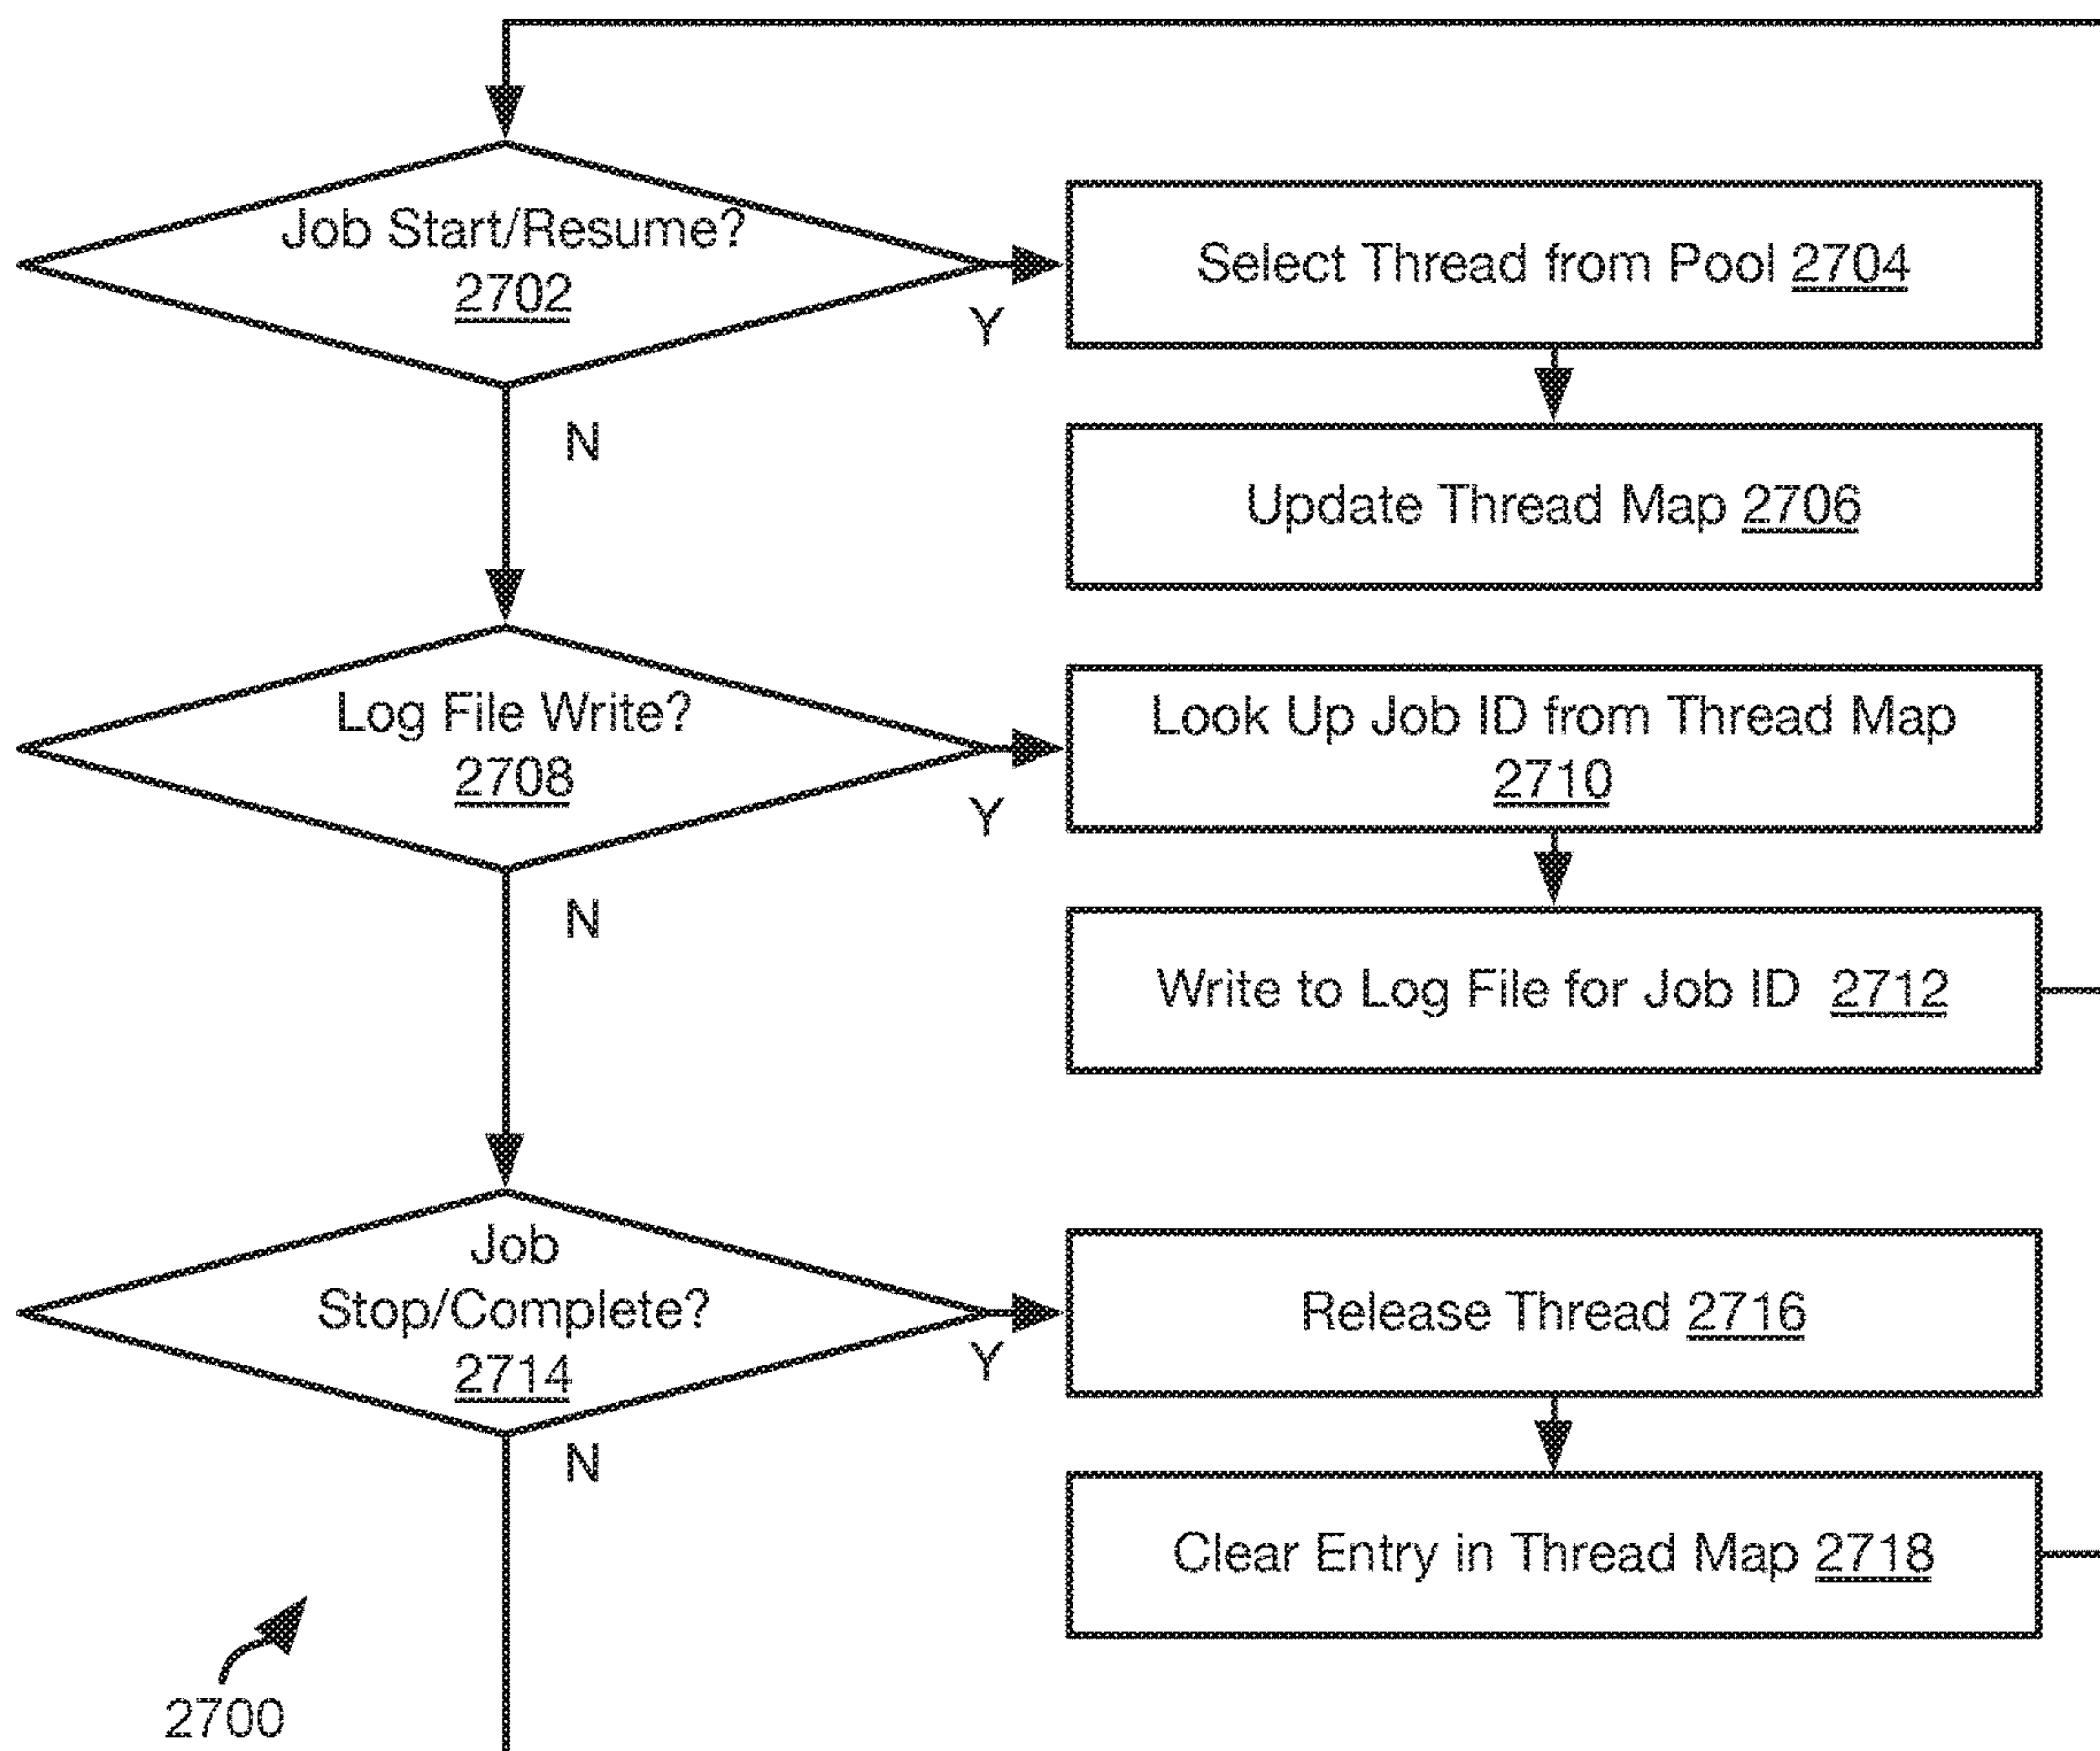 Job Start/Resume?
2702
Y
N
Select Thread from Pool 2704
Update Thread Map 2706
Log File Write?
2708
Y
N
Look Up Job ID from Thread Map
2710
Write to Log File for Job ID 2712
Job
Stop/Complete?
2714
Y
N
Release Thread 2716
Clear Entry in Thread Map 2718
2700